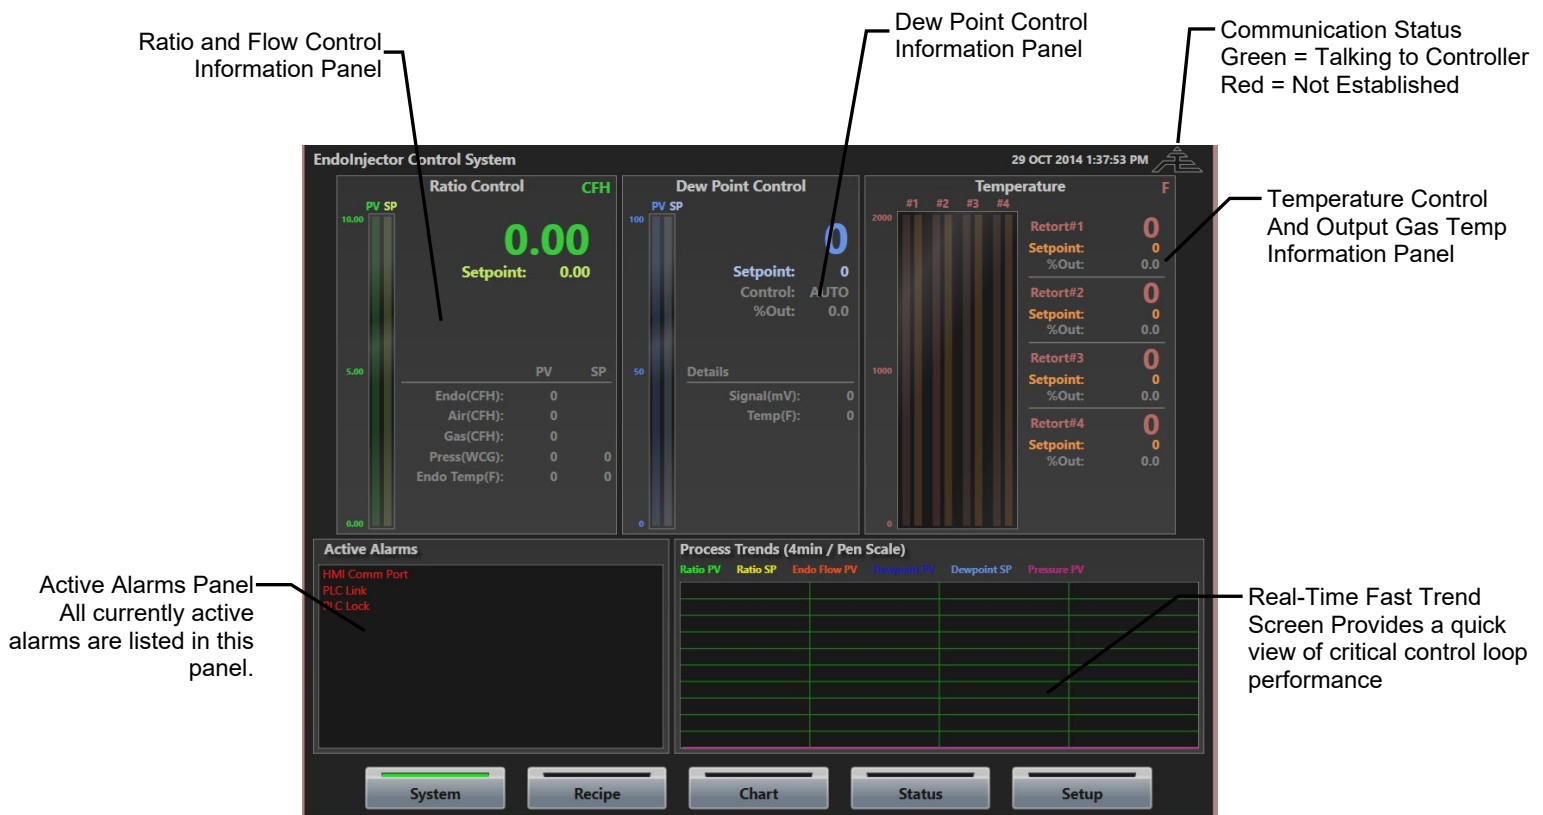 Ratio and Flow Control
Information Panel
Dew Point Control
Information Panel
Communication Status
Green = Talking to Controller
Red = Not Established
EndoInjector Control System
29 OCT 2014 1:37:53 PM
Ratio Control CFH
PV SP
10.00
0.00
Setpoint: 0.00
5.00
PV SP
Endo(CFH): 0
Air(CFH): 0
Gas(CFH): 0
Press(WCG): 0 0
Endo Temp(F): 0 0
0.00
Dew Point Control
PV SP
100
0
Setpoint: 0
Control: AUTO
%Out: 0.0
50
Details
Signal(mV): 0
Temp(F): 0
0
Temperature F
#1 #2 #3 #4
2000
1000
0
Retort#1 0
Setpoint: 0
%Out: 0.0
Retort#2 0
Setpoint: 0
%Out: 0.0
Retort#3 0
Setpoint: 0
%Out: 0.0
Retort#4 0
Setpoint: 0
%Out: 0.0
Temperature Control
And Output Gas Temp
Information Panel
Active Alarms
HMI Comm Port
PLC Link
PLC Lock
Active Alarms Panel
All currently active
alarms are listed in this
panel.
Process Trends (4min / Pen Scale)
Ratio PV Ratio SP Endo Flow PV Dewpoint PV Dewpoint SP Pressure PV
Real-Time Fast Trend
Screen Provides a quick
view of critical control loop
performance
System Recipe Chart Status Setup